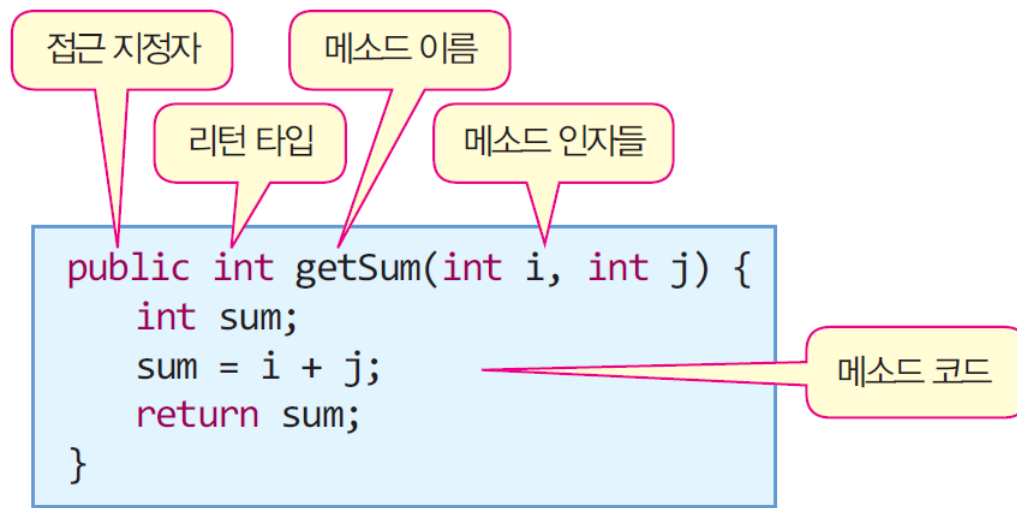 접근 지정자
메소드 이름
리턴 타입
메소드 인자들
public int getSum(int i, int j) {
int sum;
sum = i + j;
return sum;
}
메소드 코드